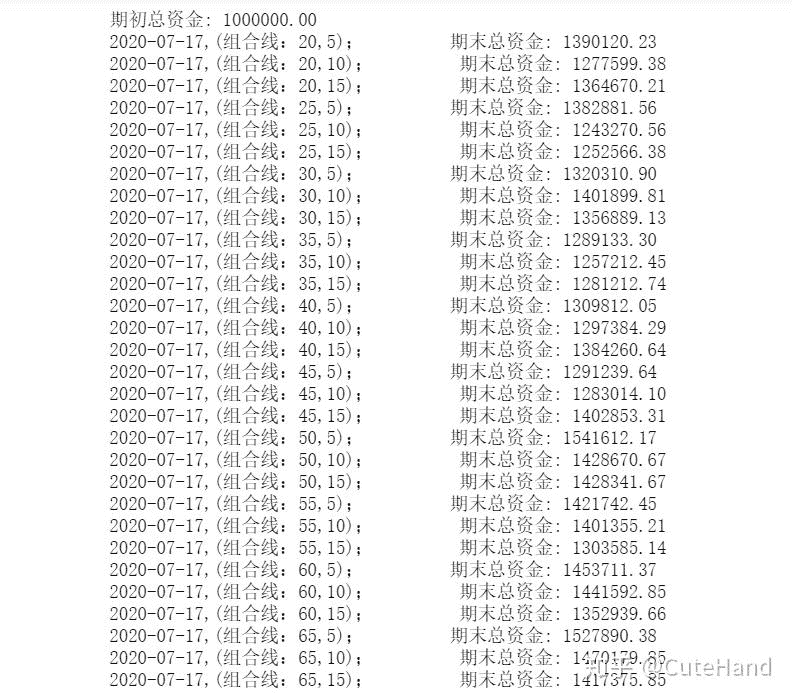 期初总资金: 1000000.00
2020-07-17,(组合线：20,5); 期末总资金: 1390120.23
2020-07-17,(组合线：20,10); 期末总资金: 1277599.38
2020-07-17,(组合线：20,15); 期末总资金: 1364670.21
2020-07-17,(组合线：25,5); 期末总资金: 1382881.56
2020-07-17,(组合线：25,10); 期末总资金: 1243270.56
2020-07-17,(组合线：25,15); 期末总资金: 1252566.38
2020-07-17,(组合线：30,5); 期末总资金: 1320310.90
2020-07-17,(组合线：30,10); 期末总资金: 1401899.81
2020-07-17,(组合线：30,15); 期末总资金: 1356889.13
2020-07-17,(组合线：35,5); 期末总资金: 1289133.30
2020-07-17,(组合线：35,10); 期末总资金: 1257212.45
2020-07-17,(组合线：35,15); 期末总资金: 1281212.74
2020-07-17,(组合线：40,5); 期末总资金: 1309812.05
2020-07-17,(组合线：40,10); 期末总资金: 1297384.29
2020-07-17,(组合线：40,15); 期末总资金: 1384260.64
2020-07-17,(组合线：45,5); 期末总资金: 1291239.64
2020-07-17,(组合线：45,10); 期末总资金: 1283014.10
2020-07-17,(组合线：45,15); 期末总资金: 1402853.31
2020-07-17,(组合线：50,5); 期末总资金: 1541612.17
2020-07-17,(组合线：50,10); 期末总资金: 1428670.67
2020-07-17,(组合线：50,15); 期末总资金: 1428341.67
2020-07-17,(组合线：55,5); 期末总资金: 1421742.45
2020-07-17,(组合线：55,10); 期末总资金: 1401355.21
2020-07-17,(组合线：55,15); 期末总资金: 1303585.14
2020-07-17,(组合线：60,5); 期末总资金: 1453711.37
2020-07-17,(组合线：60,10); 期末总资金: 1441592.85
2020-07-17,(组合线：60,15); 期末总资金: 1352939.66
2020-07-17,(组合线：65,5); 期末总资金: 1527890.38
2020-07-17,(组合线：65,10); 期末总资金: 1470179.85
2020-07-17,(组合线：65,15); 期末总资金: 1417375.85
知乎 @CuteHand